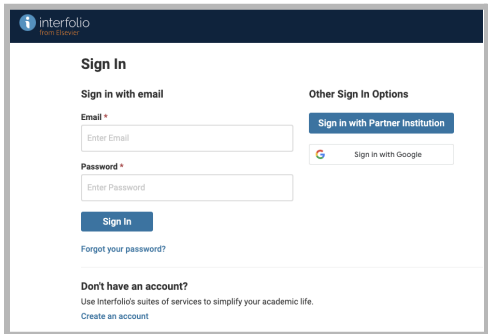 interfolio
from Elsevier
Sign In
Sign in with email
Email *
Enter Email
Password *
Enter Password
Sign In
Forgot your password?
Other Sign In Options
Sign in with Partner Institution
Sign in with Google
Don't have an account?
Use Interfolio's suites of services to simplify your academic life.
Create an account